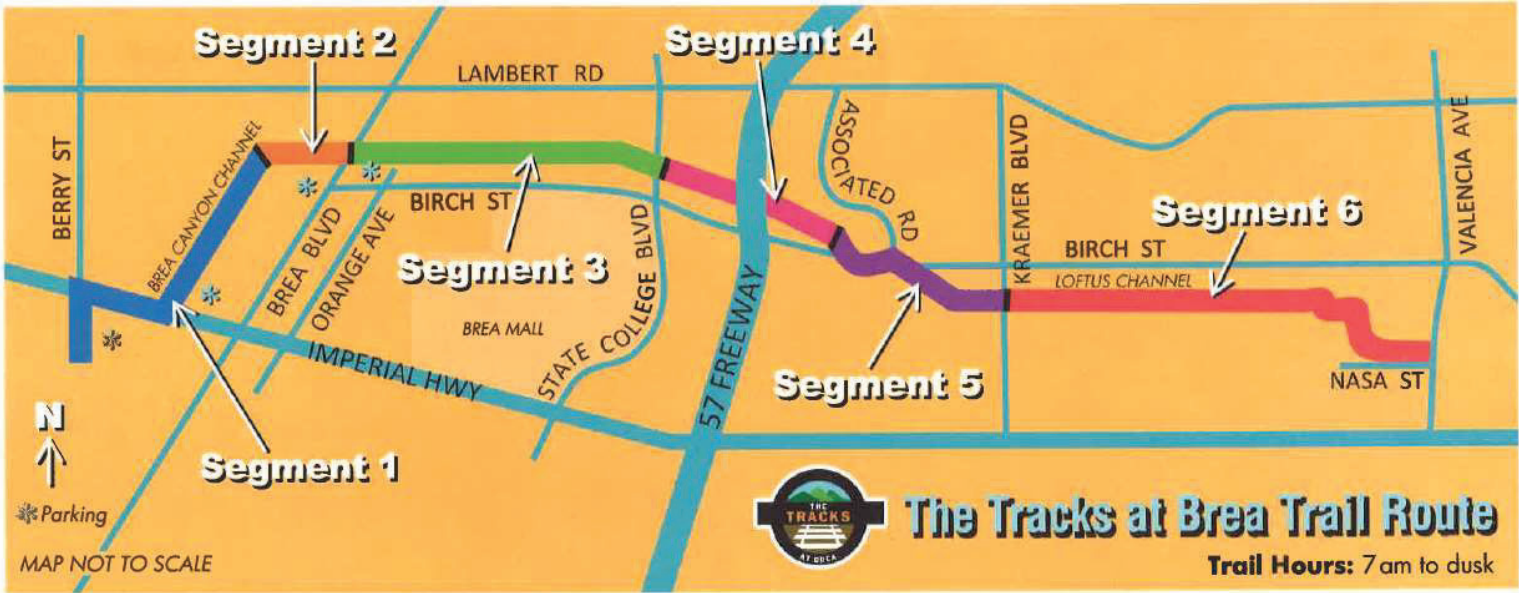 Segment 2
Segment 4
LAMBERT RD
BERRY ST
BREA CANYON CHANNEL
ASSOCIATED RD
KRAEMER BLVD
VALENCIA AVE
BIRCH ST
Segment 6
BREA BLVD
ORANGE AVE
Segment 3
STATE COLLEGE BLVD
BIRCH ST
LOFTUS CHANNEL
57 FREEWAY
BREA MALL
IMPERIAL HWY
Segment 5
NASA ST
N
Segment 1
Parking
MAP NOT TO SCALE
THE
TRACKS
AT BREA
The Tracks at Brea Trail Route
Trail Hours: 7am to dusk